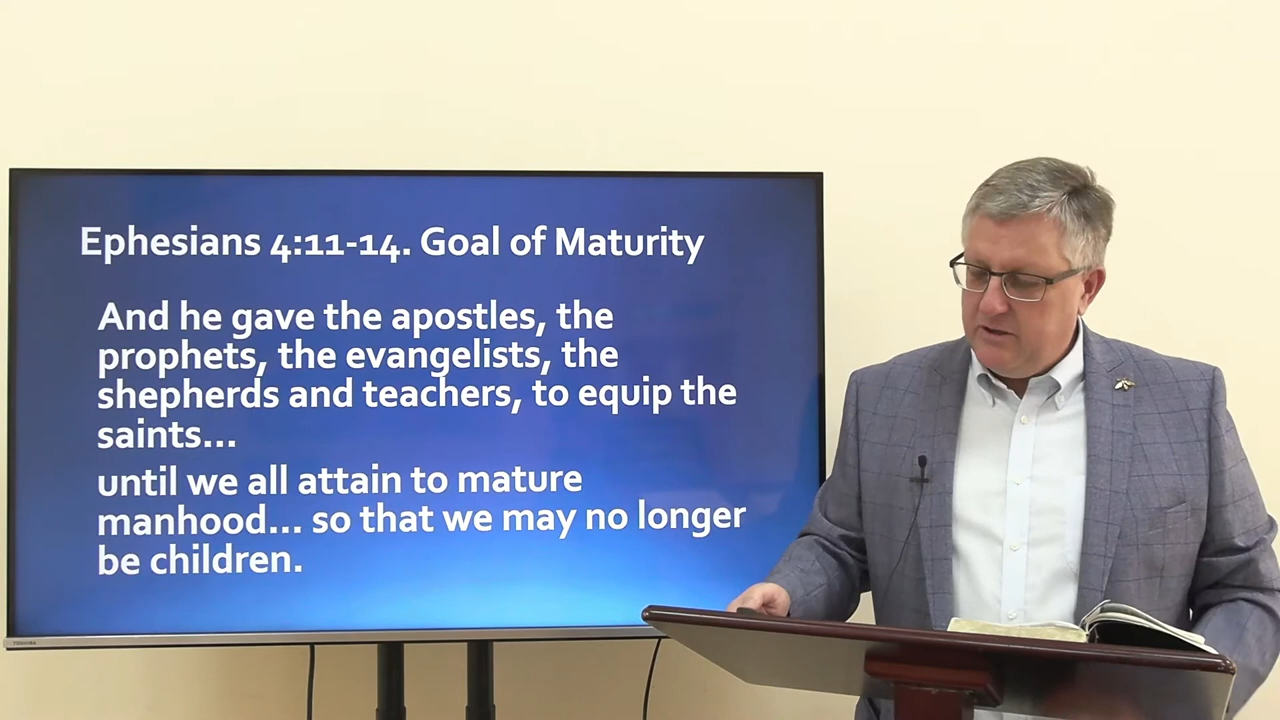 Ephesians 4:11-14. Goal of Maturity
And he gave the apostles, the
prophets, the evangelists, the
shepherds and teachers, to equip the
saints...
until we all attain to mature
manhood... so that we may no longer
be children.
TOSHIBA